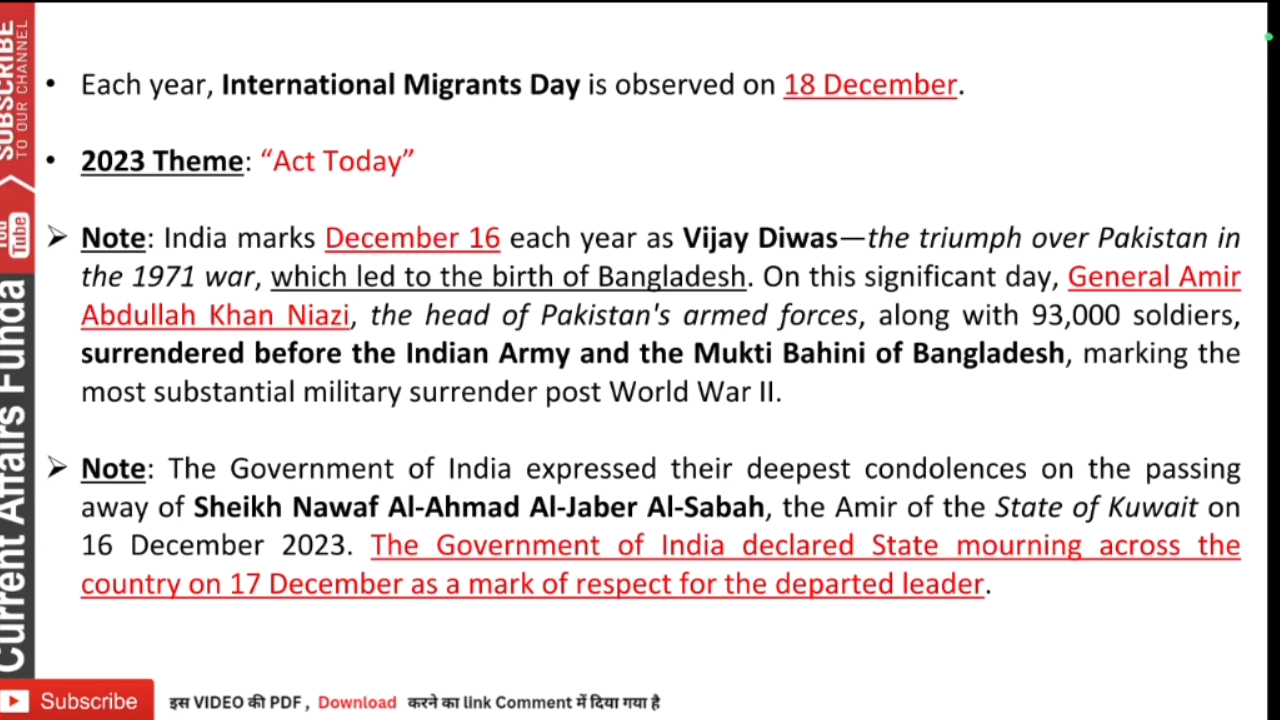 • Each year, International Migrants Day is observed on 18 December.
• 2023 Theme: “Act Today”
➢ Note: India marks December 16 each year as Vijay Diwas—the triumph over Pakistan in
the 1971 war, which led to the birth of Bangladesh. On this significant day, General Amir
Abdullah Khan Niazi, the head of Pakistan's armed forces, along with 93,000 soldiers,
surrendered before the Indian Army and the Mukti Bahini of Bangladesh, marking the
most substantial military surrender post World War II.
➢ Note: The Government of India expressed their deepest condolences on the passing
away of Sheikh Nawaf Al-Ahmad Al-Jaber Al-Sabah, the Amir of the State of Kuwait on
16 December 2023. The Government of India declared State mourning across the
country on 17 December as a mark of respect for the departed leader.
SUBSCRIBE
TO OUR CHANNEL
You
Tube
Current Affairs Funda
Subscribe
इस VIDEO की PDF , Download करने का link Comment में दिया गया है